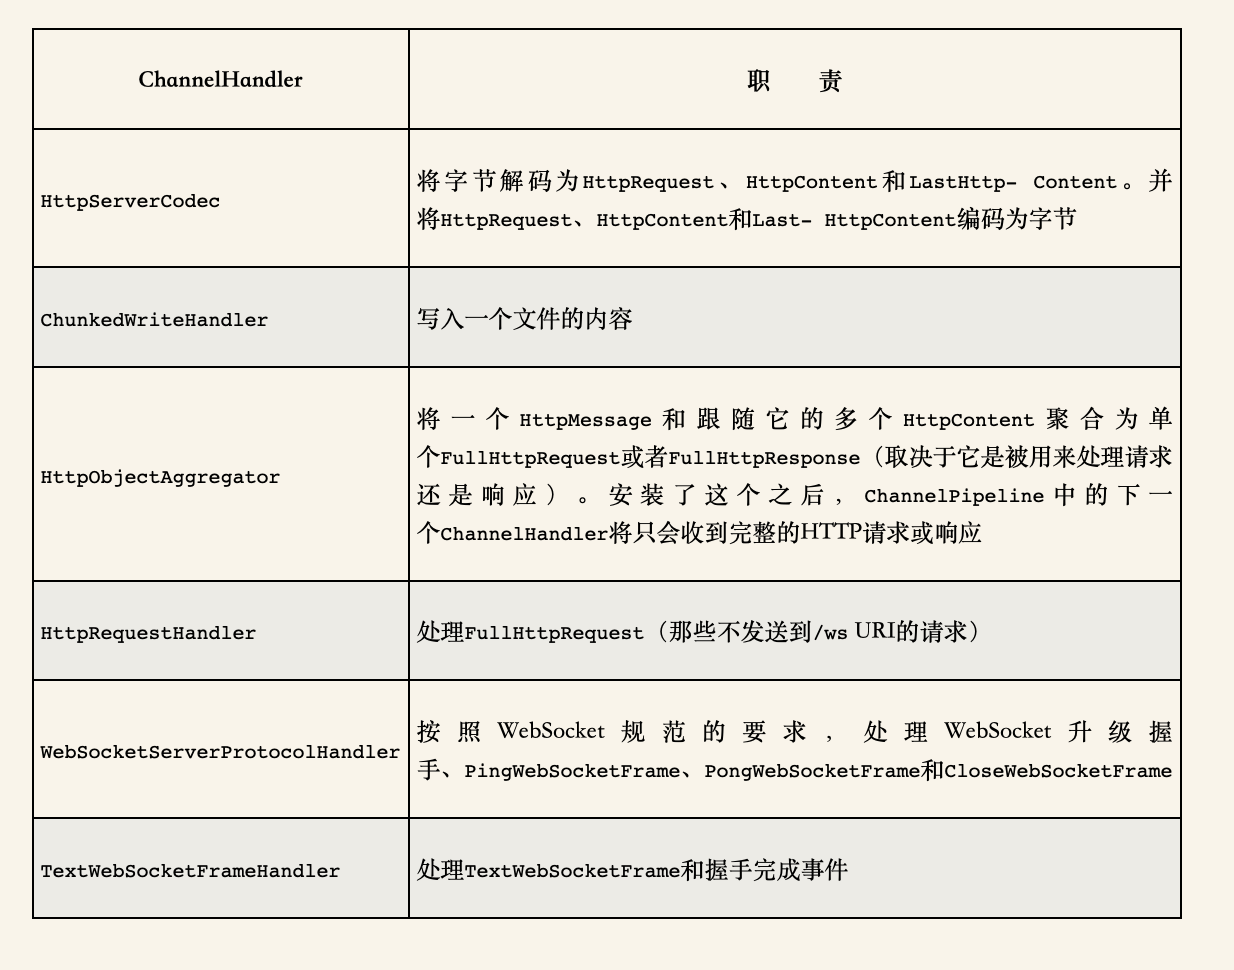 ChannelHandler
职 责
HttpServerCodec
将字节解码为HttpRequest、HttpContent和LastHttp- Content。并
将HttpRequest、HttpContent和Last- HttpContent编码为字节
ChunkedWriteHandler
写入一个文件的内容
HttpObjectAggregator
将一个HttpMessage和跟随它的多个HttpContent聚合为单
个FullHttpRequest或者FullHttpResponse（取决于它是被用来处理请求
还是响应）。安装了这个之后，ChannelPipeline中的下一
个ChannelHandler将只会收到完整的HTTP请求或响应
HttpRequestHandler
处理FullHttpRequest（那些不发送到/ws URI的请求）
WebSocketServerProtocolHandler
按照WebSocket规范的要求，处理WebSocket升级握
手、PingWebSocketFrame、PongWebSocketFrame和CloseWebSocketFrame
TextWebSocketFrameHandler
处理TextWebSocketFrame和握手完成事件